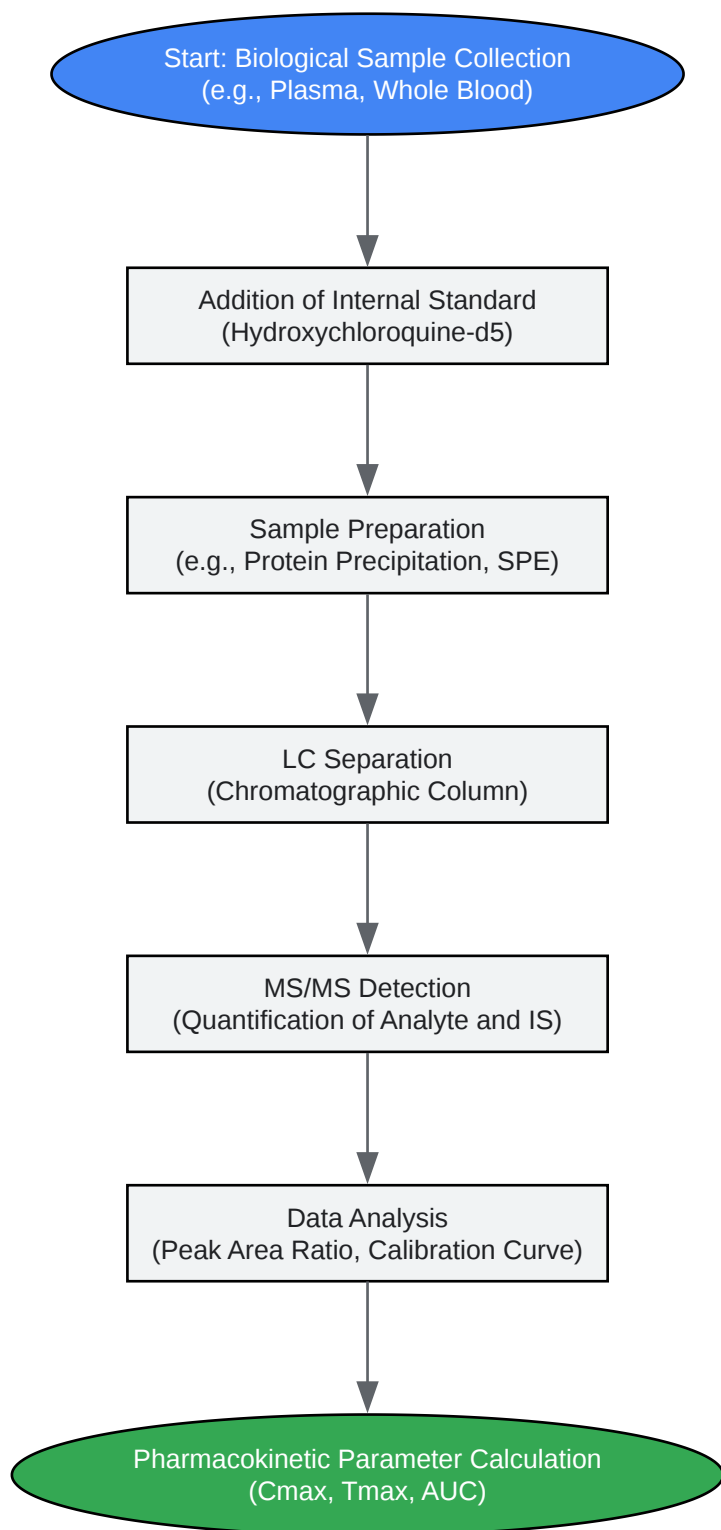 Start: Biological Sample Collection
(e.g., Plasma, Whole Blood)
Addition of Internal Standard
(Hydroxychloroquine-d5)
Sample Preparation
(e.g., Protein Precipitation, SPE)
LC Separation
(Chromatographic Column)
MS/MS Detection
(Quantification of Analyte and IS)
Data Analysis
(Peak Area Ratio, Calibration Curve)
Pharmacokinetic Parameter Calculation
(Cmax, Tmax, AUC)